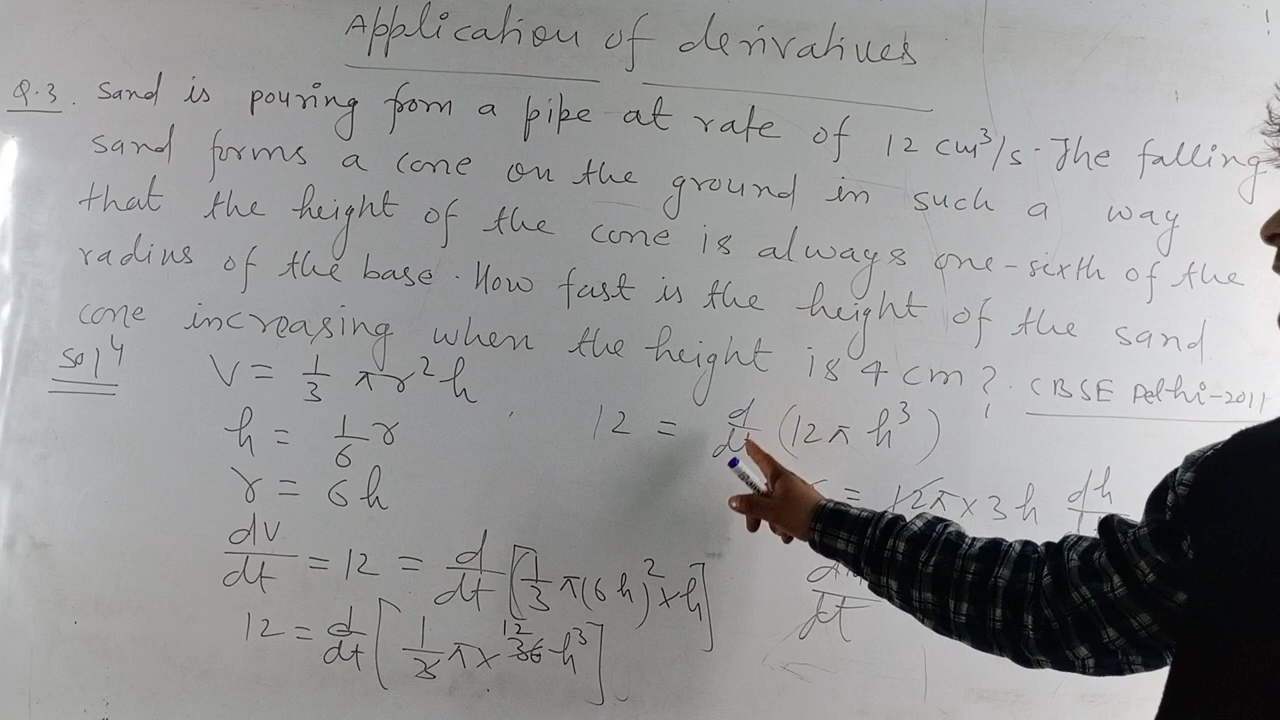 Application of derivatives
Q.3. Sand is pouring from a pipe at rate of 12 cm³/s. The falling
sand forms a cone on the ground in such a way
that the height of the cone is always one-sixth of the
radius of the base. How fast is the height of the sand
cone increasing when the height is 4 cm? (CBSE Delhi-2011
Solⁿ
V = 1/3 πr²h
h = 1/6 r
r = 6h
dV/dt = 12 = d/dt [1/3 π(6h)² × h]
12 = d/dt [1/3 π × 36 12 h³]
12 = d/dt (12π h³)
= 12π × 3h dh
dt